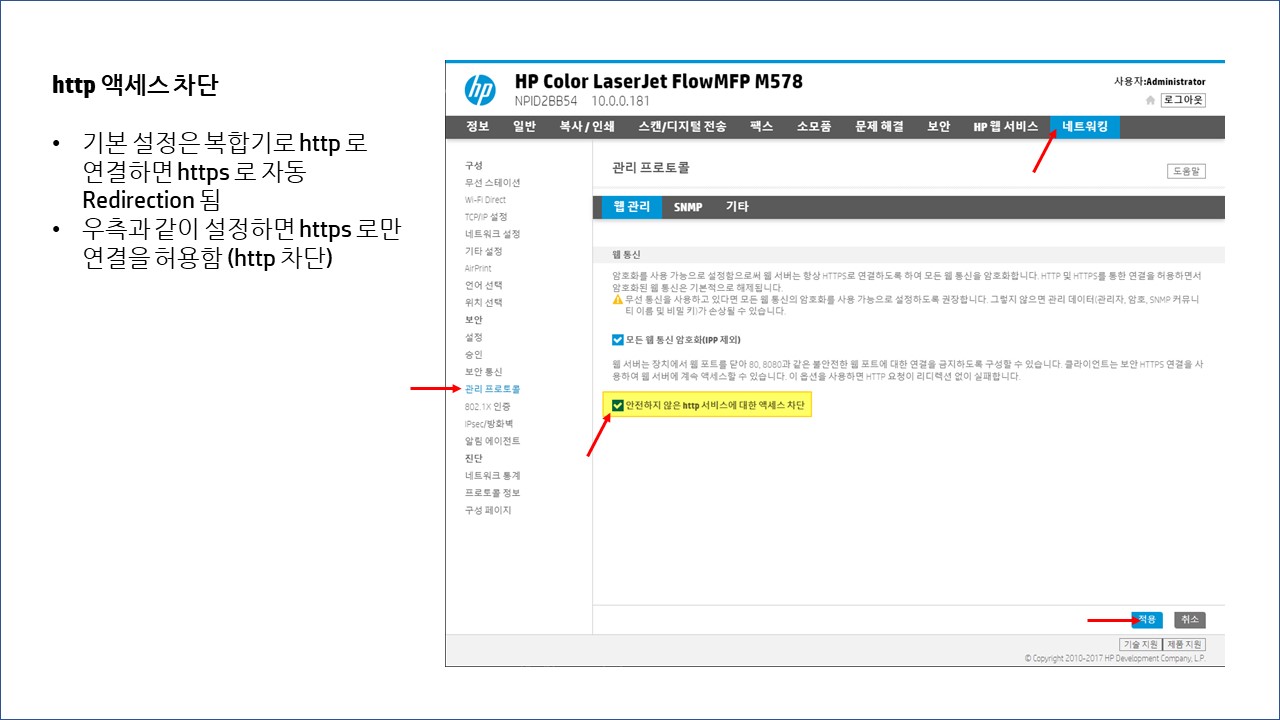 http 액세스 차단
• 기본 설정은 복합기로 http 로
연결하면 https 로 자동
Redirection 됨
• 우측과 같이 설정하면 https 로만
연결을 허용함 (http 차단)
hp
HP Color LaserJet FlowMFP M578
NPID2BB54 10.0.0.181
사용자:Administrator
로그아웃
정보 일반 복사 / 인쇄 스캔/디지털 전송 팩스 소모품 문제 해결 보안 HP 웹 서비스 네트워킹
구성
무선 스테이션
Wi-Fi Direct
TCP/IP 설정
네트워크 설정
기타 설정
AirPrint
언어 선택
위치 선택
보안
설정
승인
보안 통신
관리 프로토콜
802.1X 인증
IPsec/방화벽
알림 에이전트
진단
네트워크 통계
프로토콜 정보
구성 페이지
관리 프로토콜
도움말
웹 관리 SNMP 기타
웹 통신
암호화를 사용 가능으로 설정함으로써 웹 서버는 항상 HTTPS로 연결하도록 하여 모든 웹 통신을 암호화합니다. HTTP 및 HTTPS를 통한 연결을 허용하면서
암호화된 웹 통신은 기본적으로 해제됩니다.
무선 통신을 사용하고 있다면 모든 웹 통신의 암호화를 사용 가능으로 설정하도록 권장합니다. 그렇지 않으면 관리 데이터(관리자, 암호, SNMP 커뮤니
티 이름 및 비밀 키)가 손상될 수 있습니다.
모든 웹 통신 암호화(IPP 제외)
웹 서버는 장치에서 웹 포트를 닫아 80, 8080과 같은 불안전한 웹 포트에 대한 연결을 금지하도록 구성할 수 있습니다. 클라이언트는 보안 HTTPS 연결을 사
용하여 웹 서버에 계속 액세스할 수 있습니다. 이 옵션을 사용하면 HTTP 요청이 리디렉션 없이 실패합니다.
안전하지 않은 http 서비스에 대한 액세스 차단
적용 취소
기술 지원 제품 지원
© Copyright 2010-2017 HP Development Company, L.P.